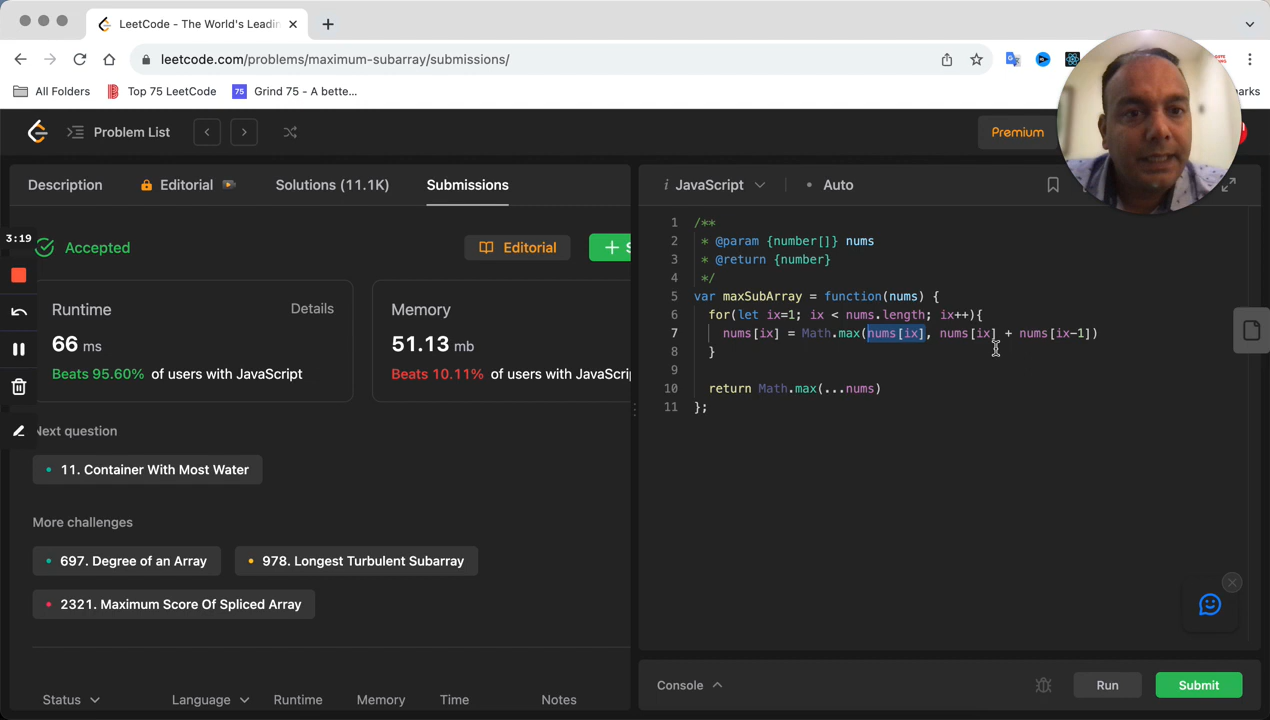 LeetCode - The World's Leadin
leetcode.com/problems/maximum-subarray/submissions/
All Folders
Top 75 LeetCode
75
Grind 75 - A bette...
Problem List
Premium
Description
Editorial
Solutions (11.1K)
Submissions
3:19
Accepted
Editorial
Runtime
Details
66 ms
Beats 95.60% of users with JavaScript
Memory
51.13 mb
Beats 10.11% of users with JavaScri
Next question
11. Container With Most Water
More challenges
697. Degree of an Array
978. Longest Turbulent Subarray
2321. Maximum Score Of Spliced Array
Status
Language
Runtime
Memory
Time
Notes
i JavaScript
Auto
1 /**
2 * @param {number[]} nums
3 * @return {number}
4 */
5 var maxSubArray = function(nums) {
6 for(let ix=1; ix < nums.length; ix++){
7 nums[ix] = Math.max(nums[ix], nums[ix] + nums[ix-1])
8 }
9
10 return Math.max(...nums)
11 };
Console
Run
Submit